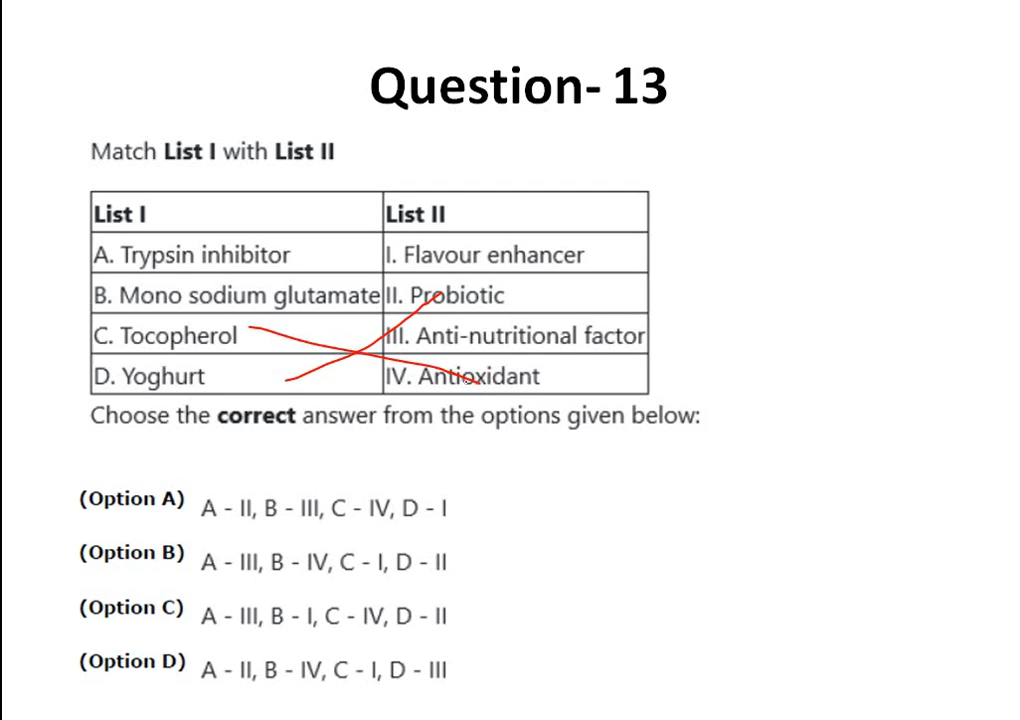 Question- 13
Match List I with List II
List I List II
A. Trypsin inhibitor I. Flavour enhancer
B. Mono sodium glutamate II. Probiotic
C. Tocopherol III. Anti-nutritional factor
D. Yoghurt IV. Antioxidant
Choose the correct answer from the options given below:
(Option A) A - II, B - III, C - IV, D - I
(Option B) A - III, B - IV, C - I, D - II
(Option C) A - III, B - I, C - IV, D - II
(Option D) A - II, B - IV, C - I, D - III